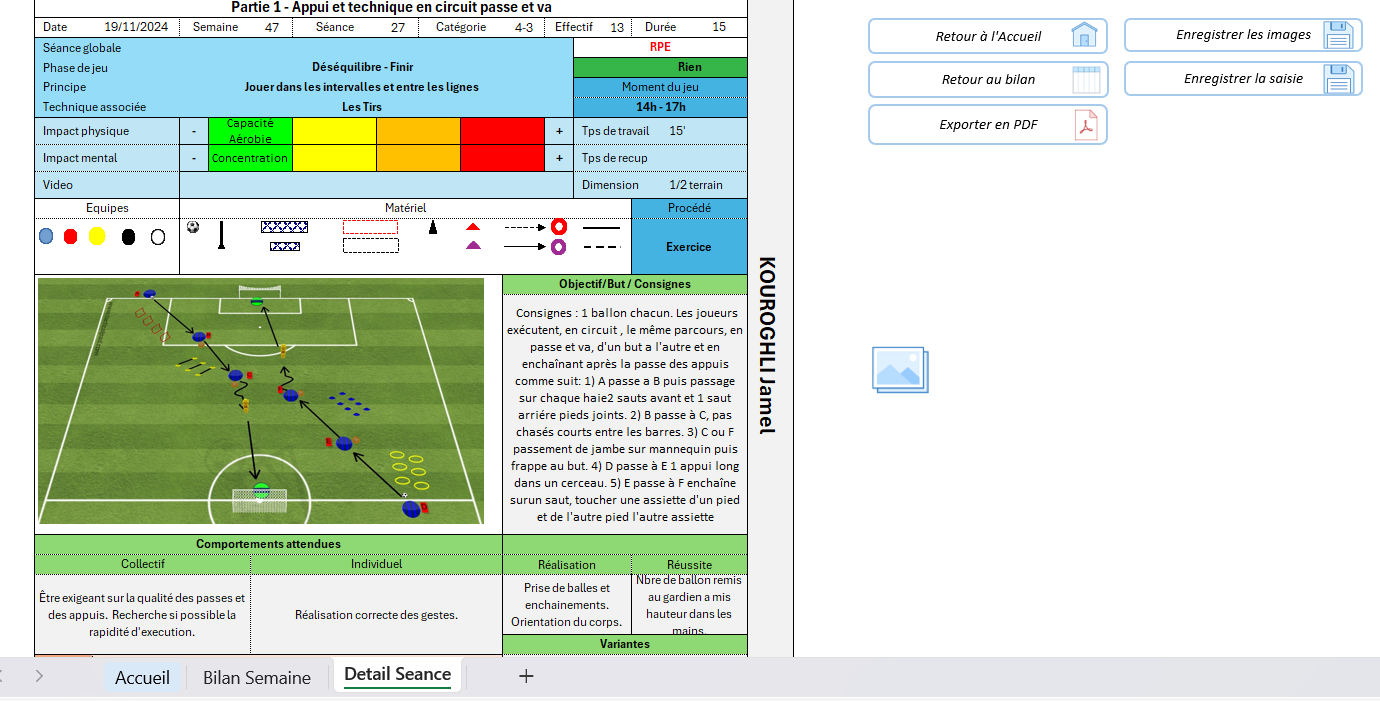 Partie 1 - Appui et technique en circuit passe et va
Date 19/11/2024 Semaine 47 Séance 27 Catégorie 4-3 Effectif 13 Durée 15
Séance globale RPE
Phase de jeu Déséquilibre - Finir Rien
Principe Jouer dans les intervalles et entre les lignes Moment du jeu
Technique associée Les Tirs 14h - 17h
Impact physique - Capacité Aérobie + Tps de travail 15'
Impact mental - Concentration + Tps de recup
Video Dimension 1/2 terrain
Equipes Matériel Procédé
Exercice
Objectif/But / Consignes
Consignes : 1 ballon chacun. Les joueurs
exécutent, en circuit , le même parcours, en
passe et va, d'un but a l'autre et en
enchaînant après la passe des appuis
comme suit: 1) A passe a B puis passage
sur chaque haie2 sauts avant et 1 saut
arriére pieds joints. 2) B passe à C, pas
chasés courts entre les barres. 3) C ou F
passement de jambe sur mannequin puis
frappe au but. 4) D passe à E 1 appui long
dans un cerceau. 5) E passe à F enchaîne
surun saut, toucher une assiette d'un pied
et de l'autre pied l'autre assiette
Comportements attendues
Collectif Individuel Réalisation Réussite
Être exigeant sur la qualité des passes et
des appuis. Recherche si possible la
rapidité d'execution.
Réalisation correcte des gestes.
Prise de balles et
enchainements.
Orientation du corps.
Nbre de ballon remis
au gardien a mis
hauteur dans les
mains.
Variantes
KOUROGHLI Jamel
Retour à l'Accueil
Enregistrer les images
Retour au bilan
Enregistrer la saisie
Exporter en PDF
Accueil Bilan Semaine Detail Seance +